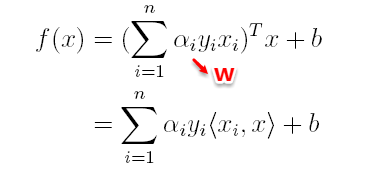 f(x) = (∑_{i=1}^{n} α_i y_i x_i)^T x + b
w
= ∑_{i=1}^{n} α_i y_i ⟨x_i, x⟩ + b